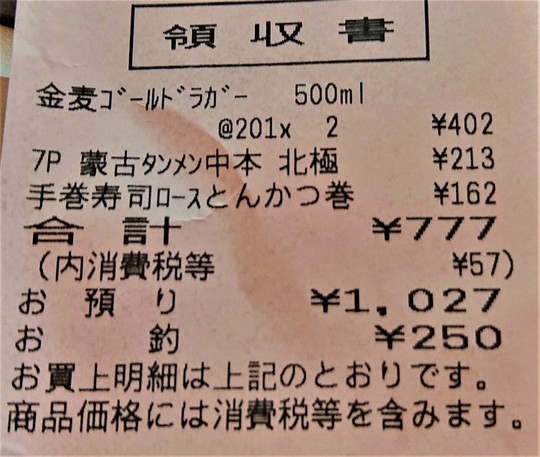 領収書
金麦ｺﾞｰﾙﾄﾞﾗｶﾞｰ 500ml
@201x 2 ¥402
7P 蒙古ﾀﾝﾒﾝ中本 北極 ¥213
手巻寿司ﾛｰｽとんかつ巻 ¥162
合計 ¥777
(内消費税等 ¥57)
お預り ¥1,027
お釣 ¥250
お買上明細は上記のとおりです。
商品価格には消費税等を含みます。